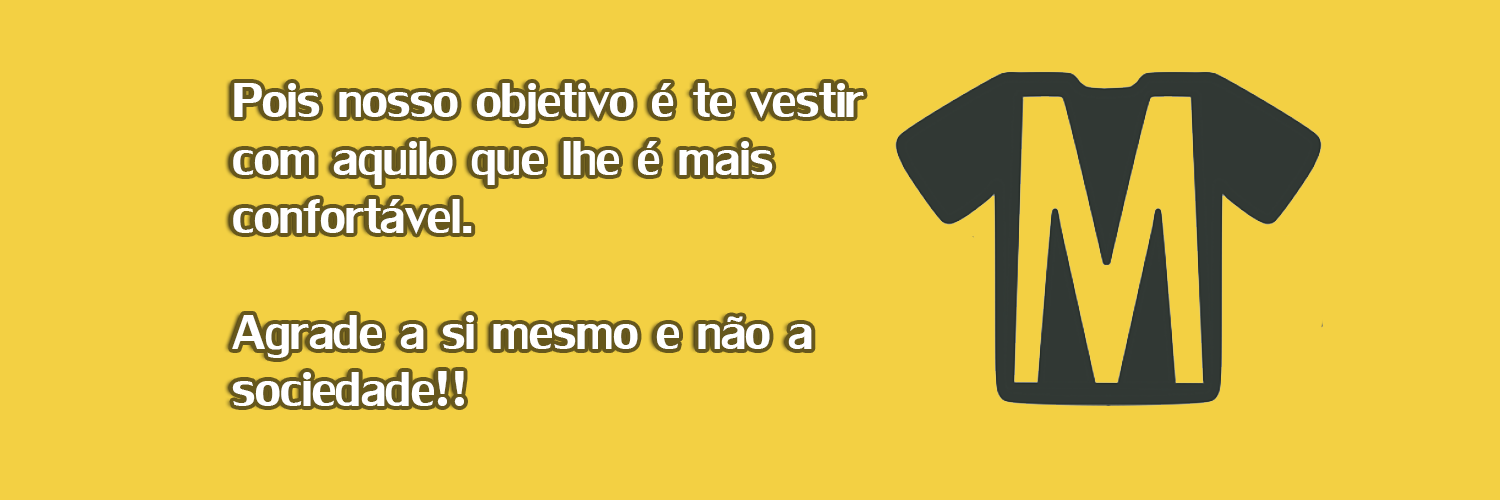 Pois nosso objetivo é te vestir
com aquilo que lhe é mais
confortável.
Agrade a si mesmo e não a
sociedade!!
M